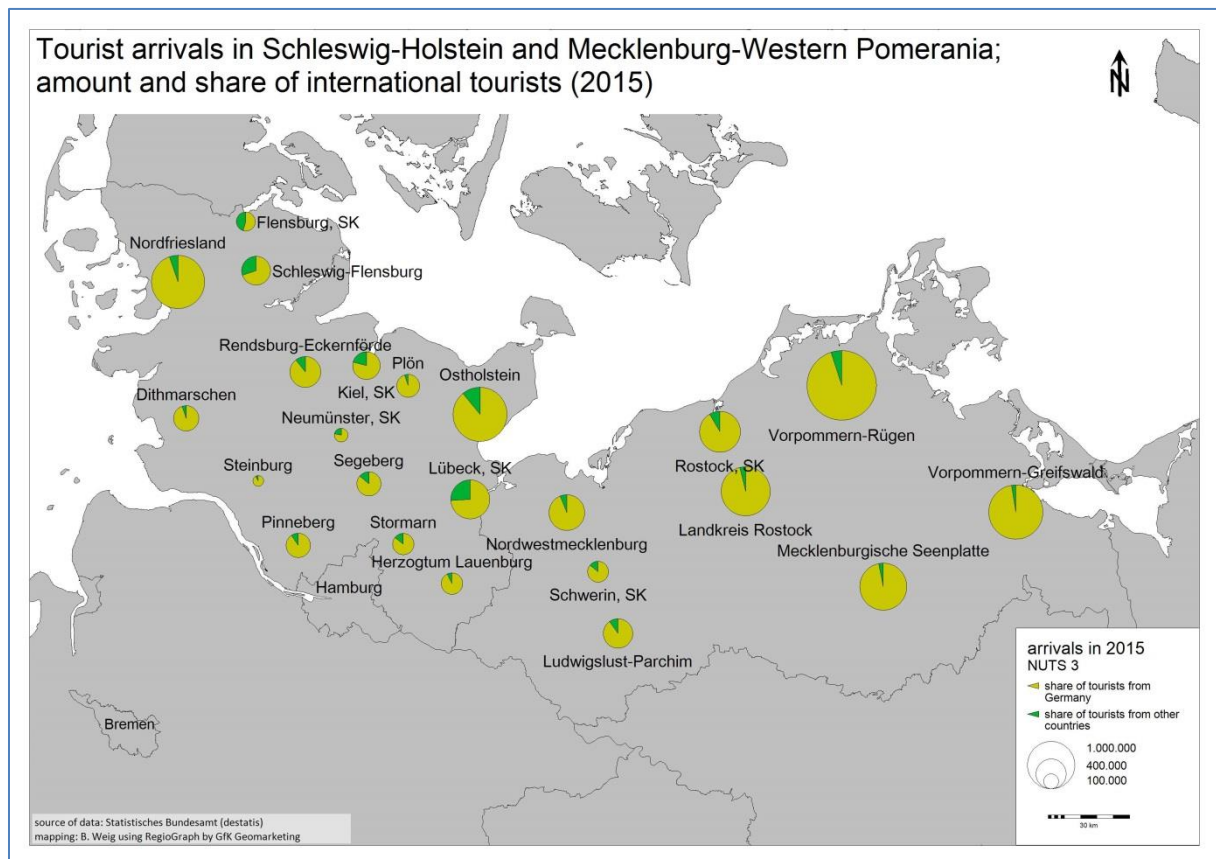 Tourist arrivals in Schleswig-Holstein and Mecklenburg-Western Pomerania;
amount and share of international tourists (2015)
N
Flensburg, SK
Nordfriesland
Schleswig-Flensburg
Rendsburg-Eckernförde
Kiel, SK
Plön
Ostholstein
Dithmarschen
Neumünster, SK
Steinburg
Segeberg
Lübeck, SK
Pinneberg
Stormarn
Herzogtum Lauenburg
Hamburg
Nordwestmecklenburg
Schwerin, SK
Ludwigslust-Parchim
Rostock, SK
Landkreis Rostock
Vorpommern-Rügen
Vorpommern-Greifswald
Mecklenburgische Seenplatte
Bremen
arrivals in 2015
NUTS 3
share of tourists from
Germany
share of tourists from other
countries
1.000.000
400.000
100.000
30 km
source of data: Statistisches Bundesamt (destatis)
mapping: B. Weig using RegioGraph by GfK Geomarketing